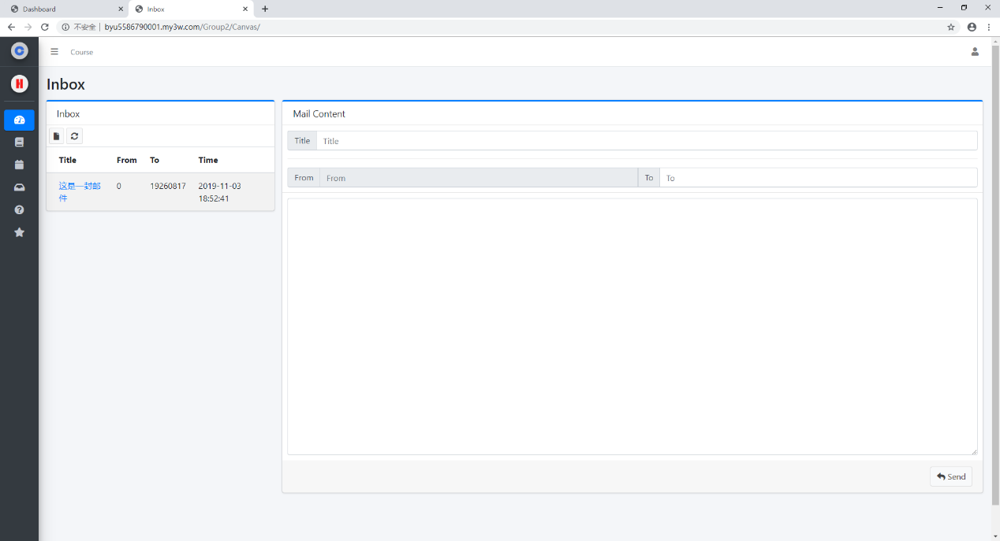 Dashboard
Inbox
不安全 | byu5586790001.my3w.com/Group2/Canvas/
Course
Inbox
Inbox
Title From To Time
这是一封邮件 0 19260817 2019-11-03
18:52:41
Mail Content
Title Title
From From To To
Send